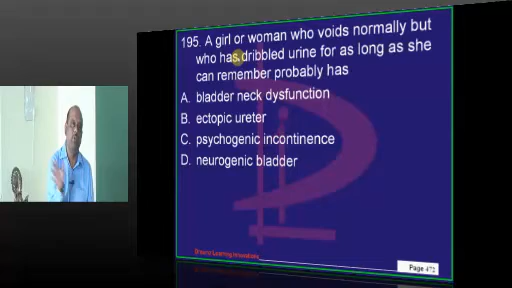 195. A girl or woman who voids normally but
who has dribbled urine for as long as she
can remember probably has
A. bladder neck dysfunction
B. ectopic ureter
C. psychogenic incontinence
D. neurogenic bladder
Page 472